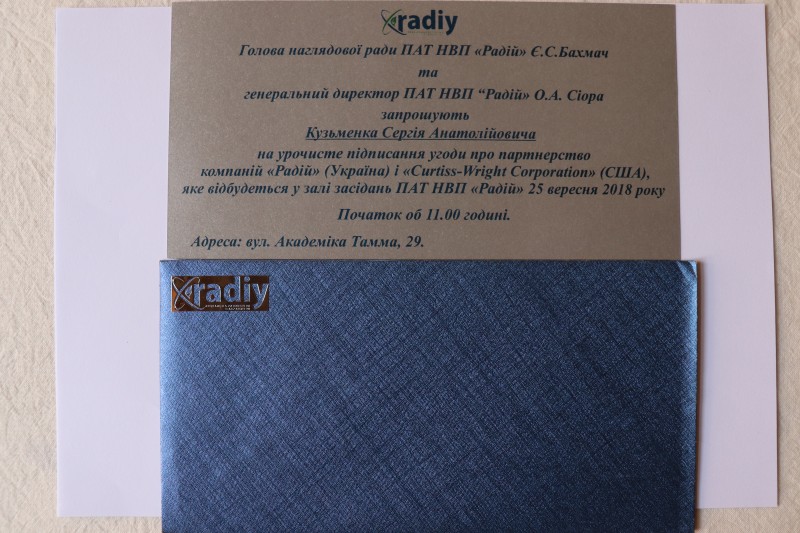 radiy
Голова наглядової ради ПАТ НВП «Радій» Є.С.Бахмач
та
генеральний директор ПАТ НВП “Радій” О.А. Сіора
запрошують
Кузьменка Сергія Анатолійовича
на урочисте підписання угоди про партнерство
компаній «Радій» (Україна) і «Curtiss-Wright Corporation» (США),
яке відбудеться у залі засідань ПАТ НВП «Радій» 25 вересня 2018 року
Початок об 11.00 годині.
Адреса: вул. Академіка Тамма, 29.
radiy